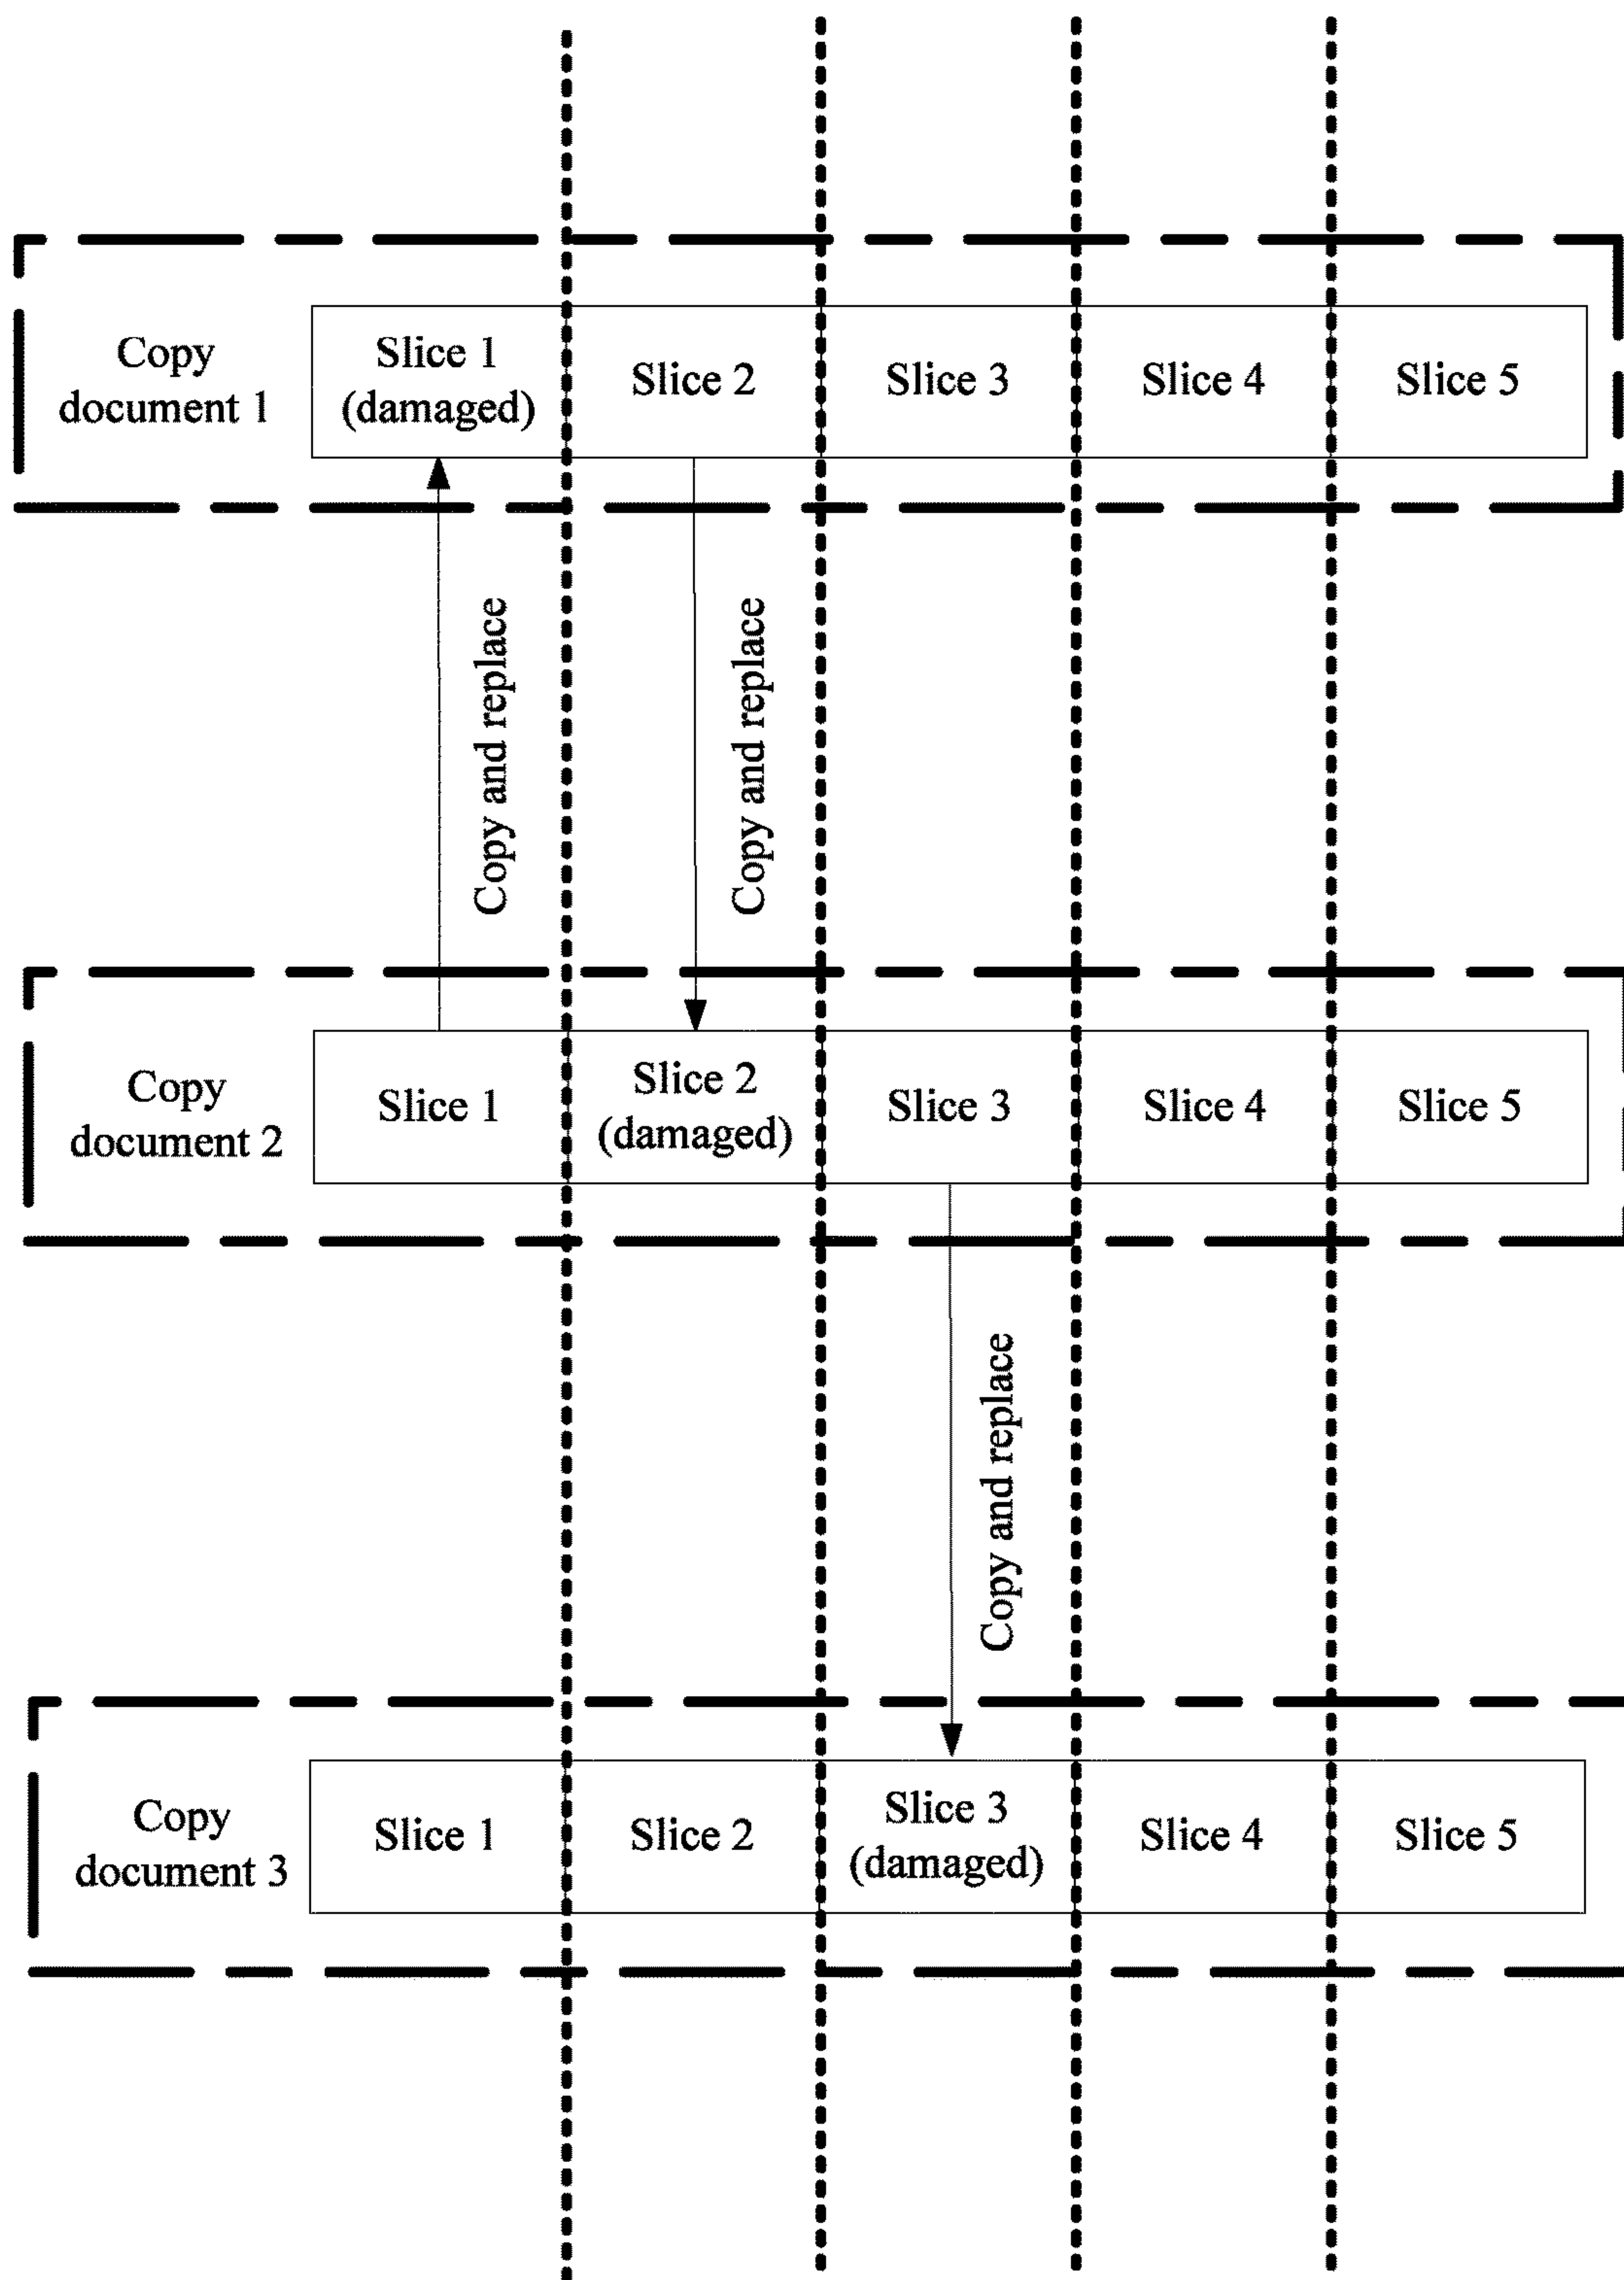 Copy
document 1
Slice 1
(damaged)
Slice 2
Slice 3
Slice 4
Slice 5
Copy and replace
Copy and replace
Copy
document 2
Slice 1
Slice 2
(damaged)
Slice 3
Slice 4
Slice 5
Copy and replace
Copy
document 3
Slice 1
Slice 2
Slice 3
(damaged)
Slice 4
Slice 5